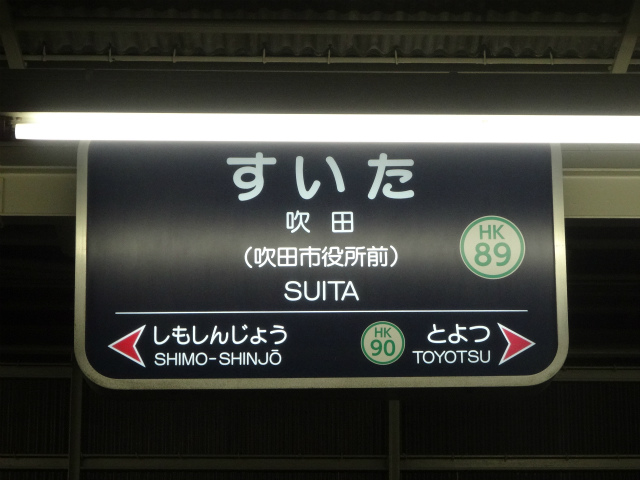 すいた
吹田
(吹田市役所前)
SUITA
HK
89
しもしんじょう
SHIMO-SHINJŌ
HK
90
とよつ
TOYOTSU